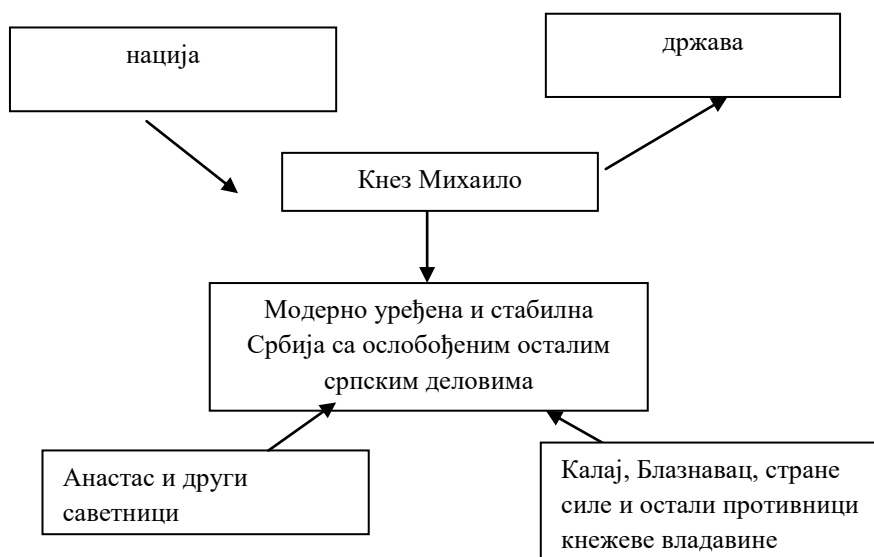 нација
држава
Кнез Михаило
Модерно уређена и стабилна
Србија са ослобођеним осталим
српским деловима
Анастас и други
саветници
Калај, Блазнавац, стране
силе и остали противници
кнежеве владавине